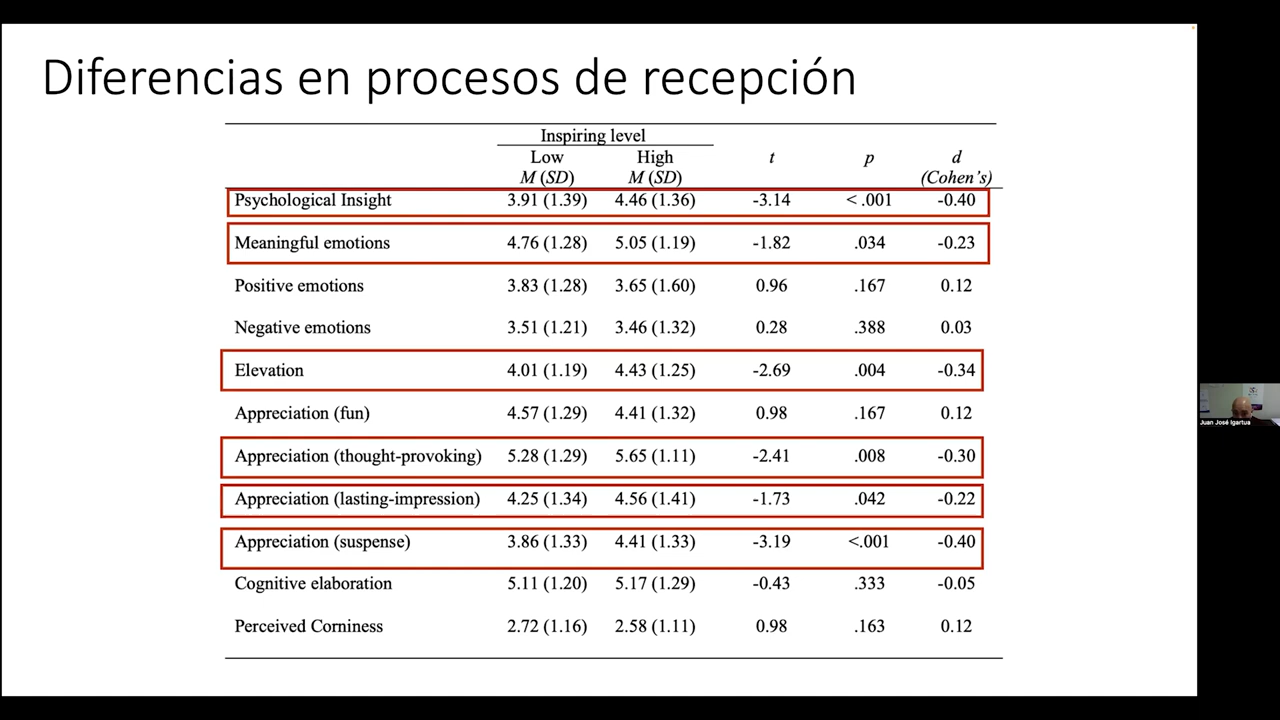 Diferencias en procesos de recepción
Inspiring level
Low High t p d
M (SD) M (SD) (Cohen's)
Psychological Insight 3.91 (1.39) 4.46 (1.36) -3.14 < .001 -0.40
Meaningful emotions 4.76 (1.28) 5.05 (1.19) -1.82 .034 -0.23
Positive emotions 3.83 (1.28) 3.65 (1.60) 0.96 .167 0.12
Negative emotions 3.51 (1.21) 3.46 (1.32) 0.28 .388 0.03
Elevation 4.01 (1.19) 4.43 (1.25) -2.69 .004 -0.34
Appreciation (fun) 4.57 (1.29) 4.41 (1.32) 0.98 .167 0.12
Appreciation (thought-provoking) 5.28 (1.29) 5.65 (1.11) -2.41 .008 -0.30
Appreciation (lasting-impression) 4.25 (1.34) 4.56 (1.41) -1.73 .042 -0.22
Appreciation (suspense) 3.86 (1.33) 4.41 (1.33) -3.19 <.001 -0.40
Cognitive elaboration 5.11 (1.20) 5.17 (1.29) -0.43 .333 -0.05
Perceived Corniness 2.72 (1.16) 2.58 (1.11) 0.98 .163 0.12
Juan José Igartua